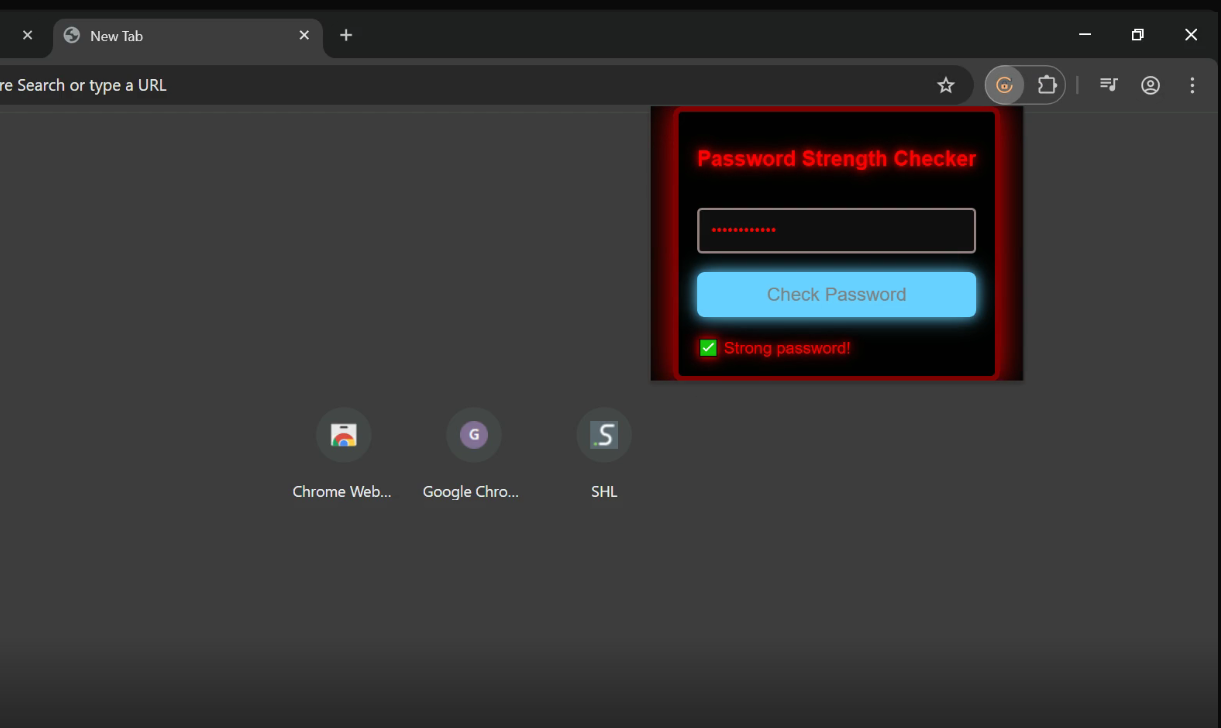 New Tab
re Search or type a URL
Password Strength Checker
••••••••••••
Check Password
✅ Strong password!
G
S
Chrome Web...
Google Chro...
SHL